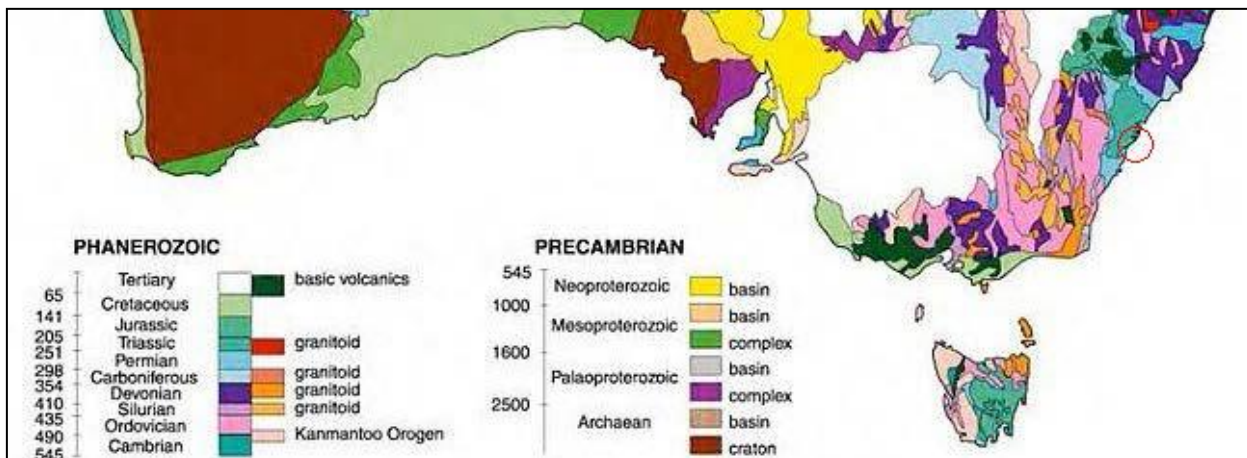 PHANEROZOIC
Tertiary
basic volcanics
65
Cretaceous
141
Jurassic
205
Triassic
granitoid
251
Permian
298
Carboniferous
granitoid
354
Devonian
granitoid
410
Silurian
granitoid
435
Ordovician
490
Kanmantoo Orogen
Cambrian
545
PRECAMBRIAN
545
Neoproterozoic
basin
1000
Mesoproterozoic
basin
complex
1600
Palaoproterozoic
basin
complex
2500
Archaean
basin
craton